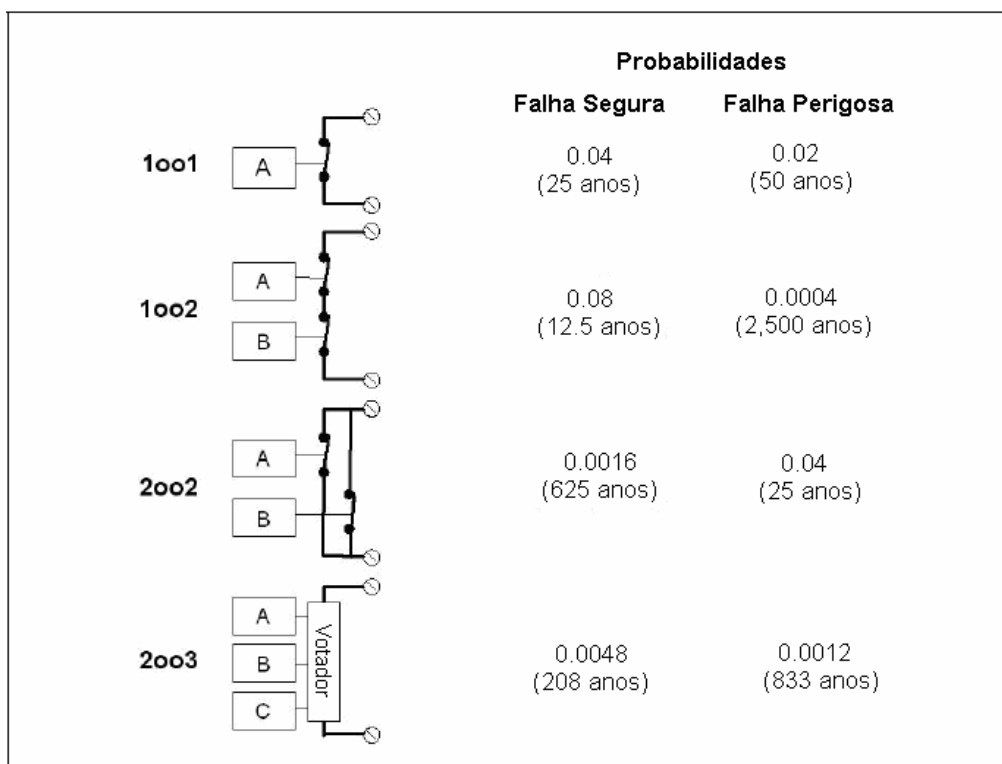 Probabilidades
Falha Segura Falha Perigosa
1oo1
A
0.04
(25 anos)
0.02
(50 anos)
1oo2
A
B
0.08
(12.5 anos)
0.0004
(2,500 anos)
2oo2
A
B
0.0016
(625 anos)
0.04
(25 anos)
2oo3
A
B
C
Votador
0.0048
(208 anos)
0.0012
(833 anos)